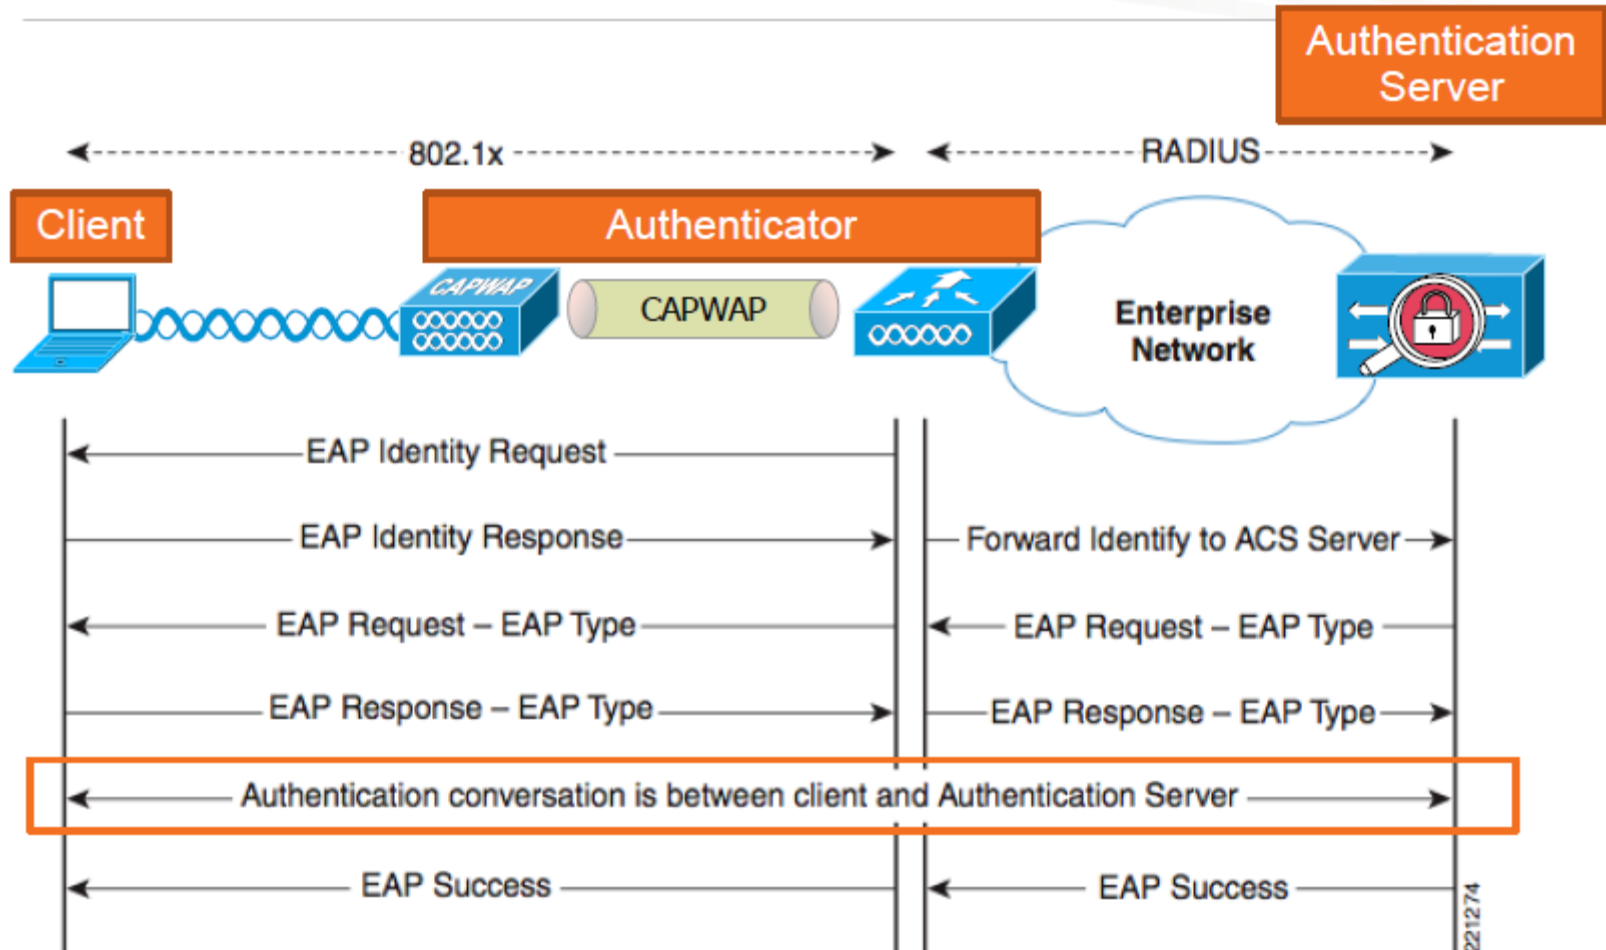 Authentication
Server
802.1x
RADIUS
Client
Authenticator
CAPWAP
CAPWAP
Enterprise
Network
EAP Identity Request
EAP Identity Response
Forward Identify to ACS Server
EAP Request – EAP Type
EAP Request – EAP Type
EAP Response – EAP Type
EAP Response – EAP Type
Authentication conversation is between client and Authentication Server
EAP Success
EAP Success
221274